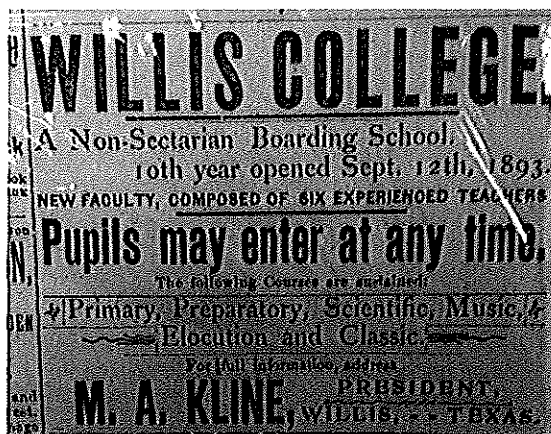 WILLIS COLLEGE
A Non-Sectarian Boarding School.
10th year opened Sept. 12th, 1893.
NEW FACULTY, COMPOSED OF SIX EXPERIENCED TEACHERS
Pupils may enter at any time.
The following Courses are sustained:
Primary, Preparatory, Scientific, Music,
Elocution and Classic.
For full information, address
M. A. KLINE, PRESIDENT,
WILLIS, - - TEXAS.